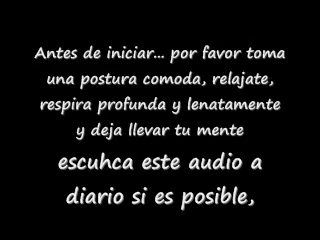 Antes de iniciar... por favor toma
una postura comoda, relajate,
respira profunda y lenatamente
y deja llevar tu mente
escuhca este audio a
diario si es posible,